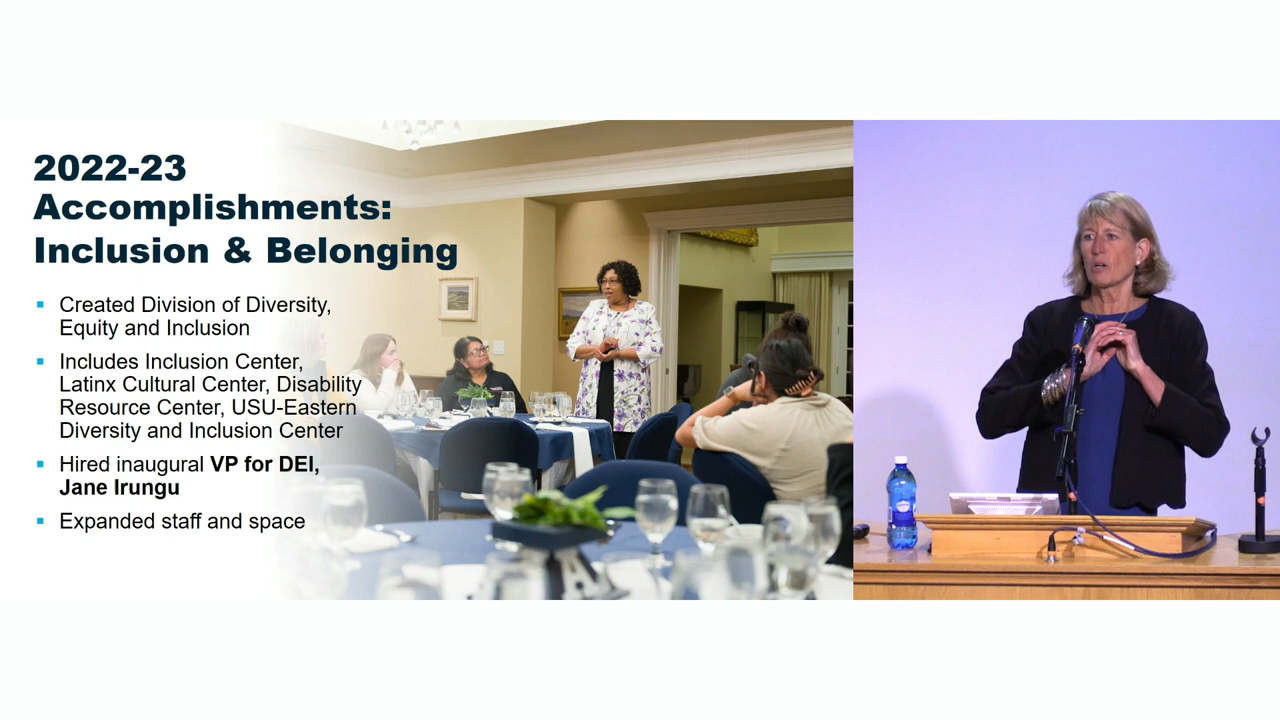 2022-23
Accomplishments:
Inclusion & Belonging
▪ Created Division of Diversity,
Equity and Inclusion
▪ Includes Inclusion Center,
Latinx Cultural Center, Disability
Resource Center, USU-Eastern
Diversity and Inclusion Center
▪ Hired inaugural VP for DEI,
Jane Irungu
▪ Expanded staff and space